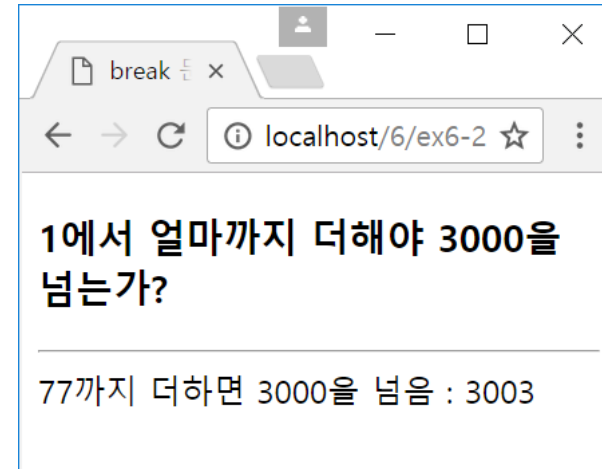 break
localhost/6/ex6-2
1에서 얼마까지 더해야 3000을
넘는가?
77까지 더하면 3000을 넘음 : 3003